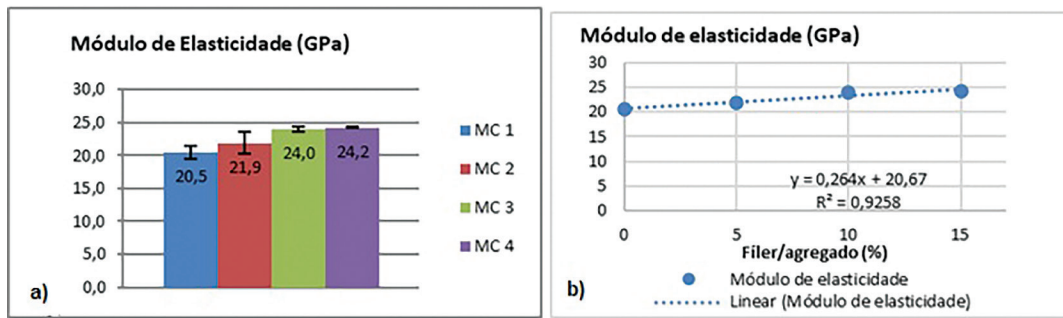 Módulo de Elasticidade (GPa)
30,0
25,0
20,0
15,0
10,0
5,0
0,0
20,5
21,9
24,0
24,2
MC 1
MC 2
MC 3
MC 4
a)
Módulo de elasticidade (GPa)
30
25
20
15
10
5
0
y = 0,264x + 20,67
R² = 0,9258
0 5 10 15
Fíler/agregado (%)
Módulo de elasticidade
Linear (Módulo de elasticidade)
b)